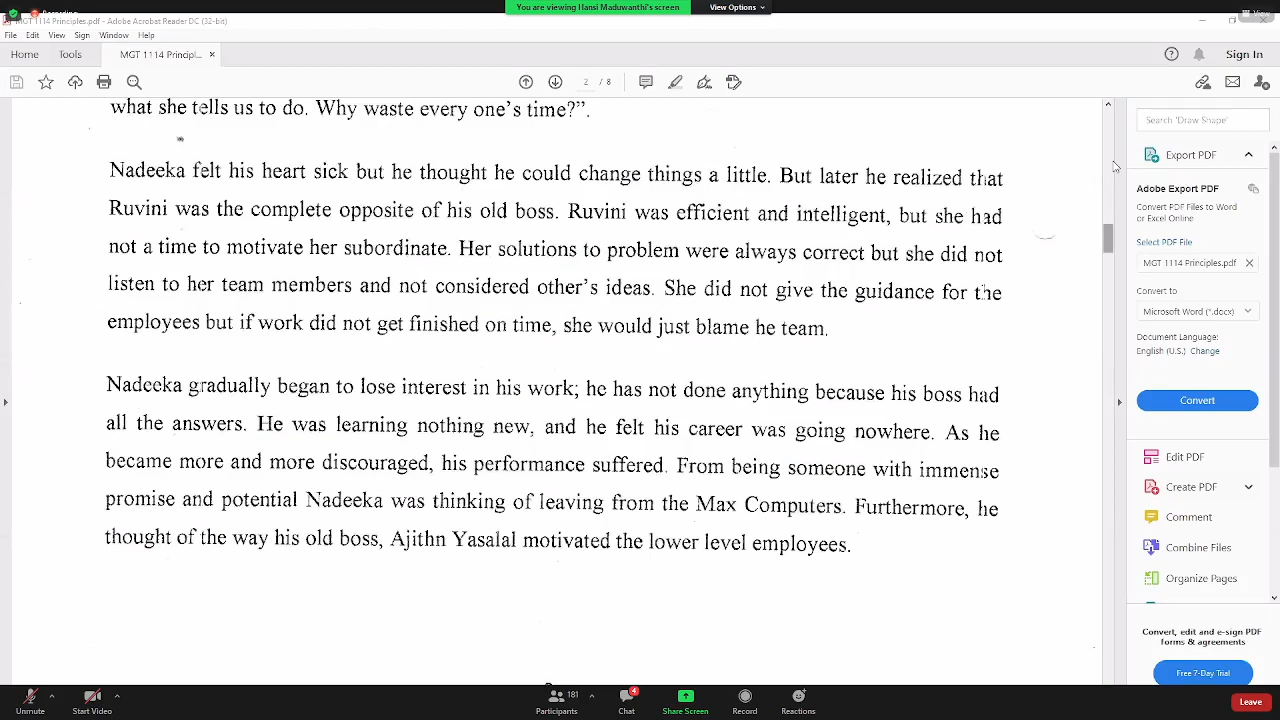 You are viewing Hansi Maduwanthi's screen View Options
Recording View
MGT 1114 Principles.pdf - Adobe Acrobat Reader DC (32-bit)
File Edit View Sign Window Help
Home Tools MGT 1114 Principl... × Sign In
2 / 8
what she tells us to do. Why waste every one's time?”.
Nadeeka felt his heart sick but he thought he could change things a little. But later he realized that
Ruvini was the complete opposite of his old boss. Ruvini was efficient and intelligent, but she had
not a time to motivate her subordinate. Her solutions to problem were always correct but she did not
listen to her team members and not considered other's ideas. She did not give the guidance for the
employees but if work did not get finished on time, she would just blame he team.
Nadeeka gradually began to lose interest in his work; he has not done anything because his boss had
all the answers. He was learning nothing new, and he felt his career was going nowhere. As he
became more and more discouraged, his performance suffered. From being someone with immense
promise and potential Nadeeka was thinking of leaving from the Max Computers. Furthermore, he
thought of the way his old boss, Ajithn Yasalal motivated the lower level employees.
Search 'Draw Shape'
Export PDF
Adobe Export PDF
Convert PDF Files to Word
or Excel Online
Select PDF File
MGT 1114 Principles.pdf ×
Convert to
Microsoft Word (*.docx)
Document Language:
English (U.S.) Change
Convert
Edit PDF
Create PDF
Comment
Combine Files
Organize Pages
Convert, edit and e-sign PDF
forms & agreements
Free 7-Day Trial
Unmute Start Video Participants 181 Chat 4 Share Screen Record Reactions Leave